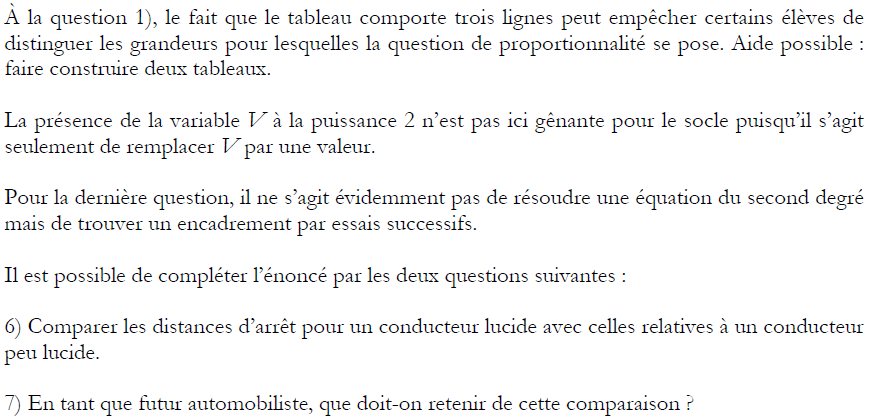 À la question 1), le fait que le tableau comporte trois lignes peut empêcher certains élèves de
distinguer les grandeurs pour lesquelles la question de proportionnalité se pose. Aide possible :
faire construire deux tableaux.
La présence de la variable V à la puissance 2 n'est pas ici gênante pour le socle puisqu'il s'agit
seulement de remplacer V par une valeur.
Pour la dernière question, il ne s'agit évidemment pas de résoudre une équation du second degré
mais de trouver un encadrement par essais successifs.
Il est possible de compléter l'énoncé par les deux questions suivantes :
6) Comparer les distances d'arrêt pour un conducteur lucide avec celles relatives à un conducteur
peu lucide.
7) En tant que futur automobiliste, que doit-on retenir de cette comparaison ?